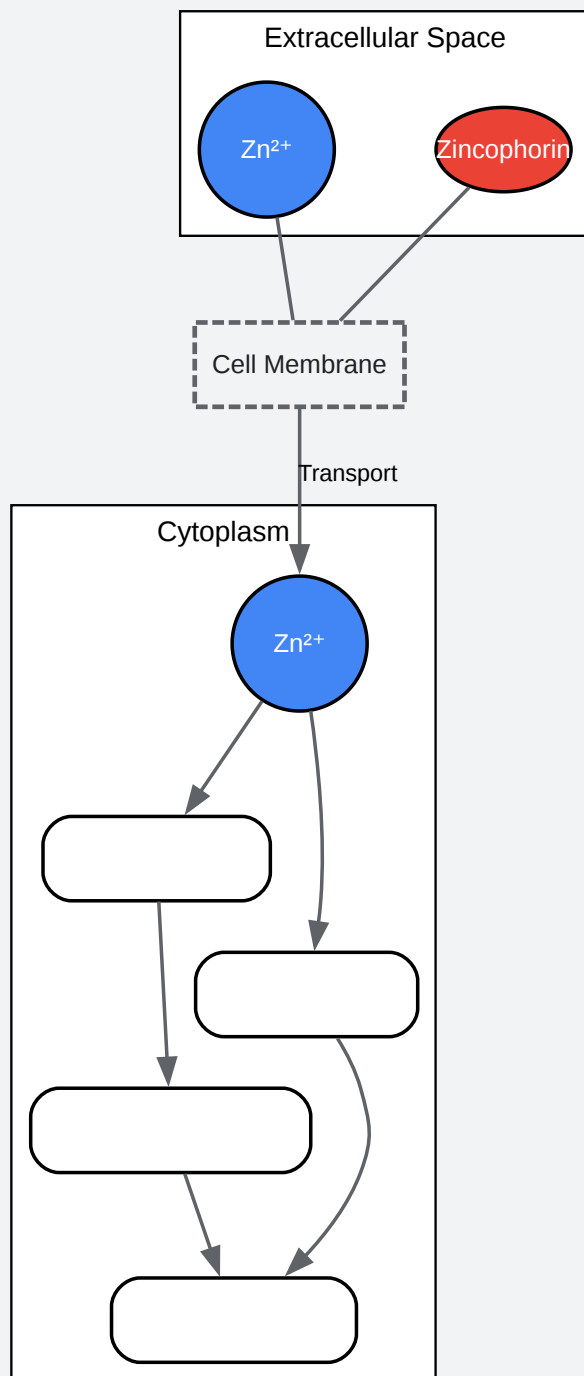 Extracellular Space
Zn²⁺
Zincophorin
Cell Membrane
Transport
Cytoplasm
Zn²⁺